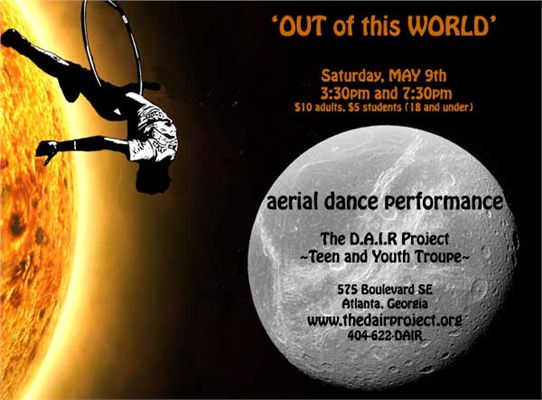 ‘OUT of this WORLD’
Saturday, MAY 9th
3:30pm and 7:30pm
$10 adults, $5 students (18 and under)
aerial dance performance
The D.A.I.R Project
~Teen and Youth Troupe~
575 Boulevard SE
Atlanta, Georgia
www.thedairproject.org
404-622-DAIR